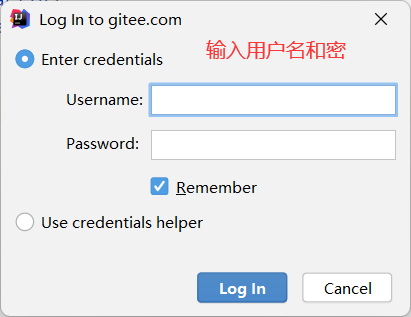 Log In to gitee.com
Enter credentials
输入用户名和密
Username:
Password:
Remember
Use credentials helper
Log In
Cancel